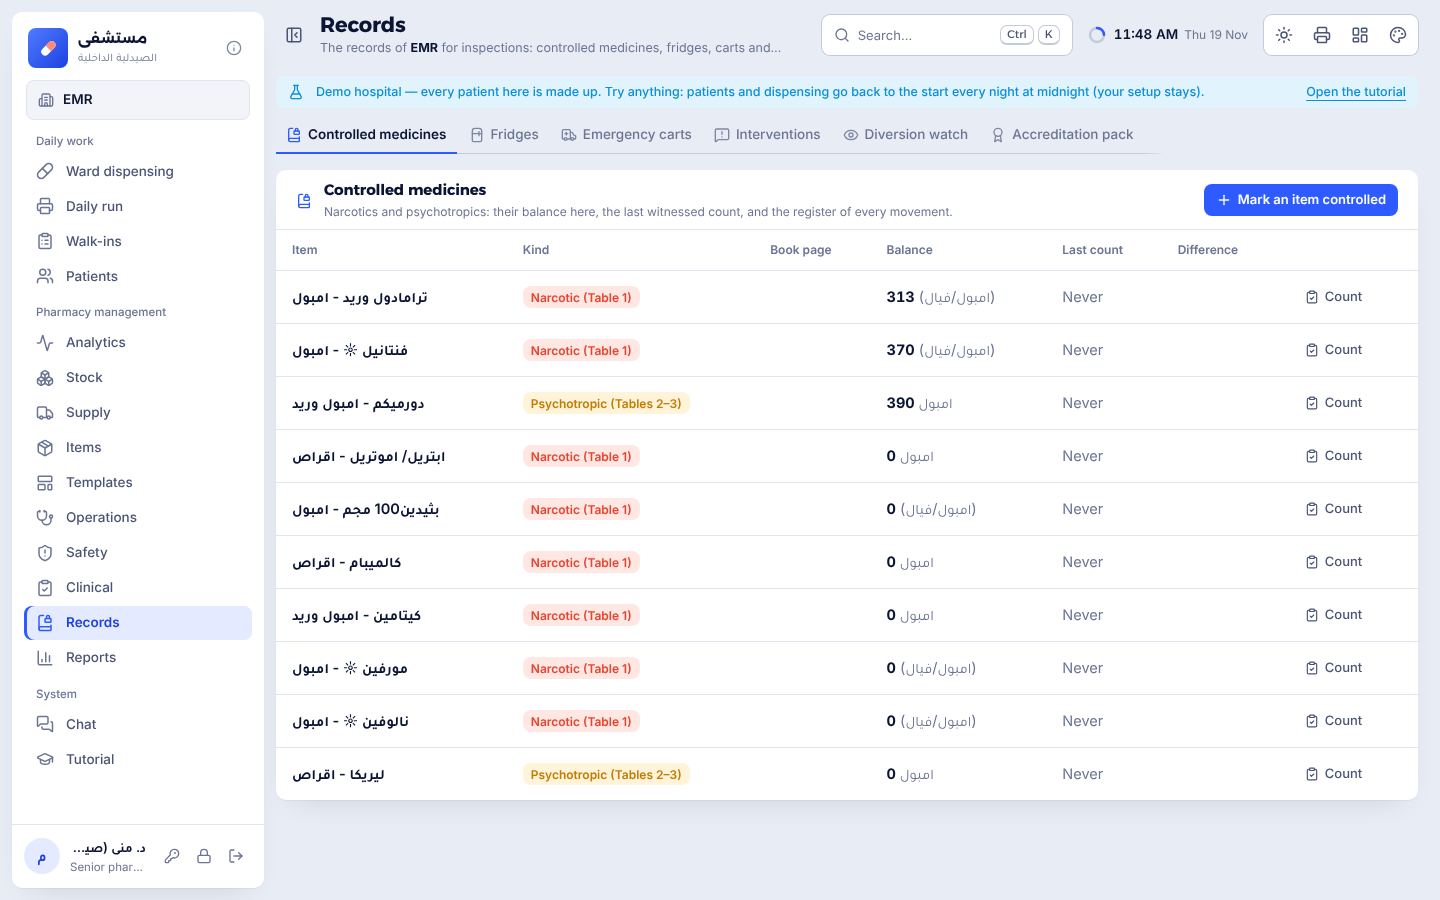 مستشفى
الصيدلية الداخلية
EMR
Daily work
Ward dispensing
Daily run
Walk-ins
Patients
Pharmacy management
Analytics
Stock
Supply
Items
Templates
Operations
Safety
Clinical
Records
Reports
System
Chat
Tutorial
م
د. منى (صيـ...
Senior phar...
Records
The records of EMR for inspections: controlled medicines, fridges, carts and...
Search... Ctrl K
11:48 AM Thu 19 Nov
Demo hospital — every patient here is made up. Try anything: patients and dispensing go back to the start every night at midnight (your setup stays). Open the tutorial
Controlled medicines Fridges Emergency carts Interventions Diversion watch Accreditation pack
Controlled medicines
Narcotics and psychotropics: their balance here, the last witnessed count, and the register of every movement.
Mark an item controlled
Item Kind Book page Balance Last count Difference
ترامادول وريد - امبول Narcotic (Table 1) 313 (امبول/فيال) Never Count
فنتانيل ☼ - امبول Narcotic (Table 1) 370 (امبول/فيال) Never Count
دورميكم - امبول وريد Psychotropic (Tables 2–3) 390 امبول Never Count
ابتريل/ اموتريل - اقراص Narcotic (Table 1) 0 امبول Never Count
بثيدين100 مجم - امبول Narcotic (Table 1) 0 (امبول/فيال) Never Count
كالميبام - اقراص Narcotic (Table 1) 0 امبول Never Count
كيتامين - امبول وريد Narcotic (Table 1) 0 امبول Never Count
مورفين ☼ - امبول Narcotic (Table 1) 0 (امبول/فيال) Never Count
نالوفين ☼ - امبول Narcotic (Table 1) 0 (امبول/فيال) Never Count
ليريكا - اقراص Psychotropic (Tables 2–3) 0 امبول Never Count